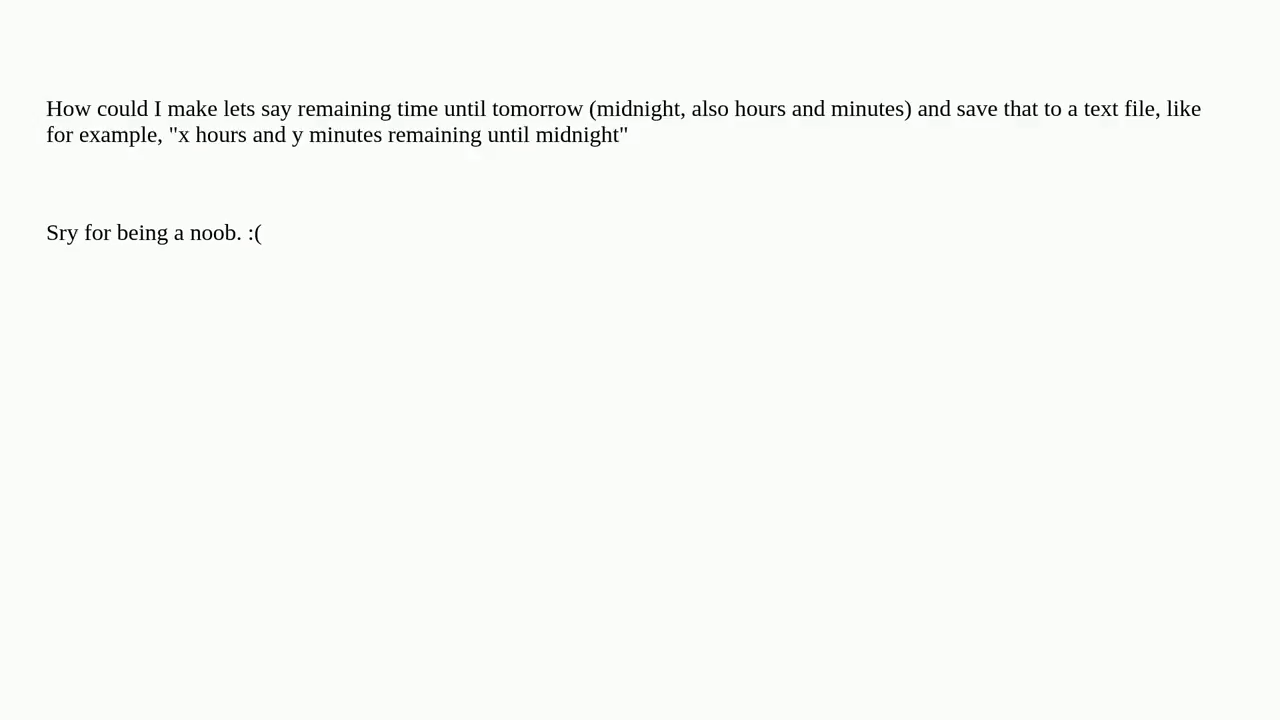 How could I make lets say remaining time until tomorrow (midnight, also hours and minutes) and save that to a text file, like
for example, "x hours and y minutes remaining until midnight"
Sry for being a noob. :(